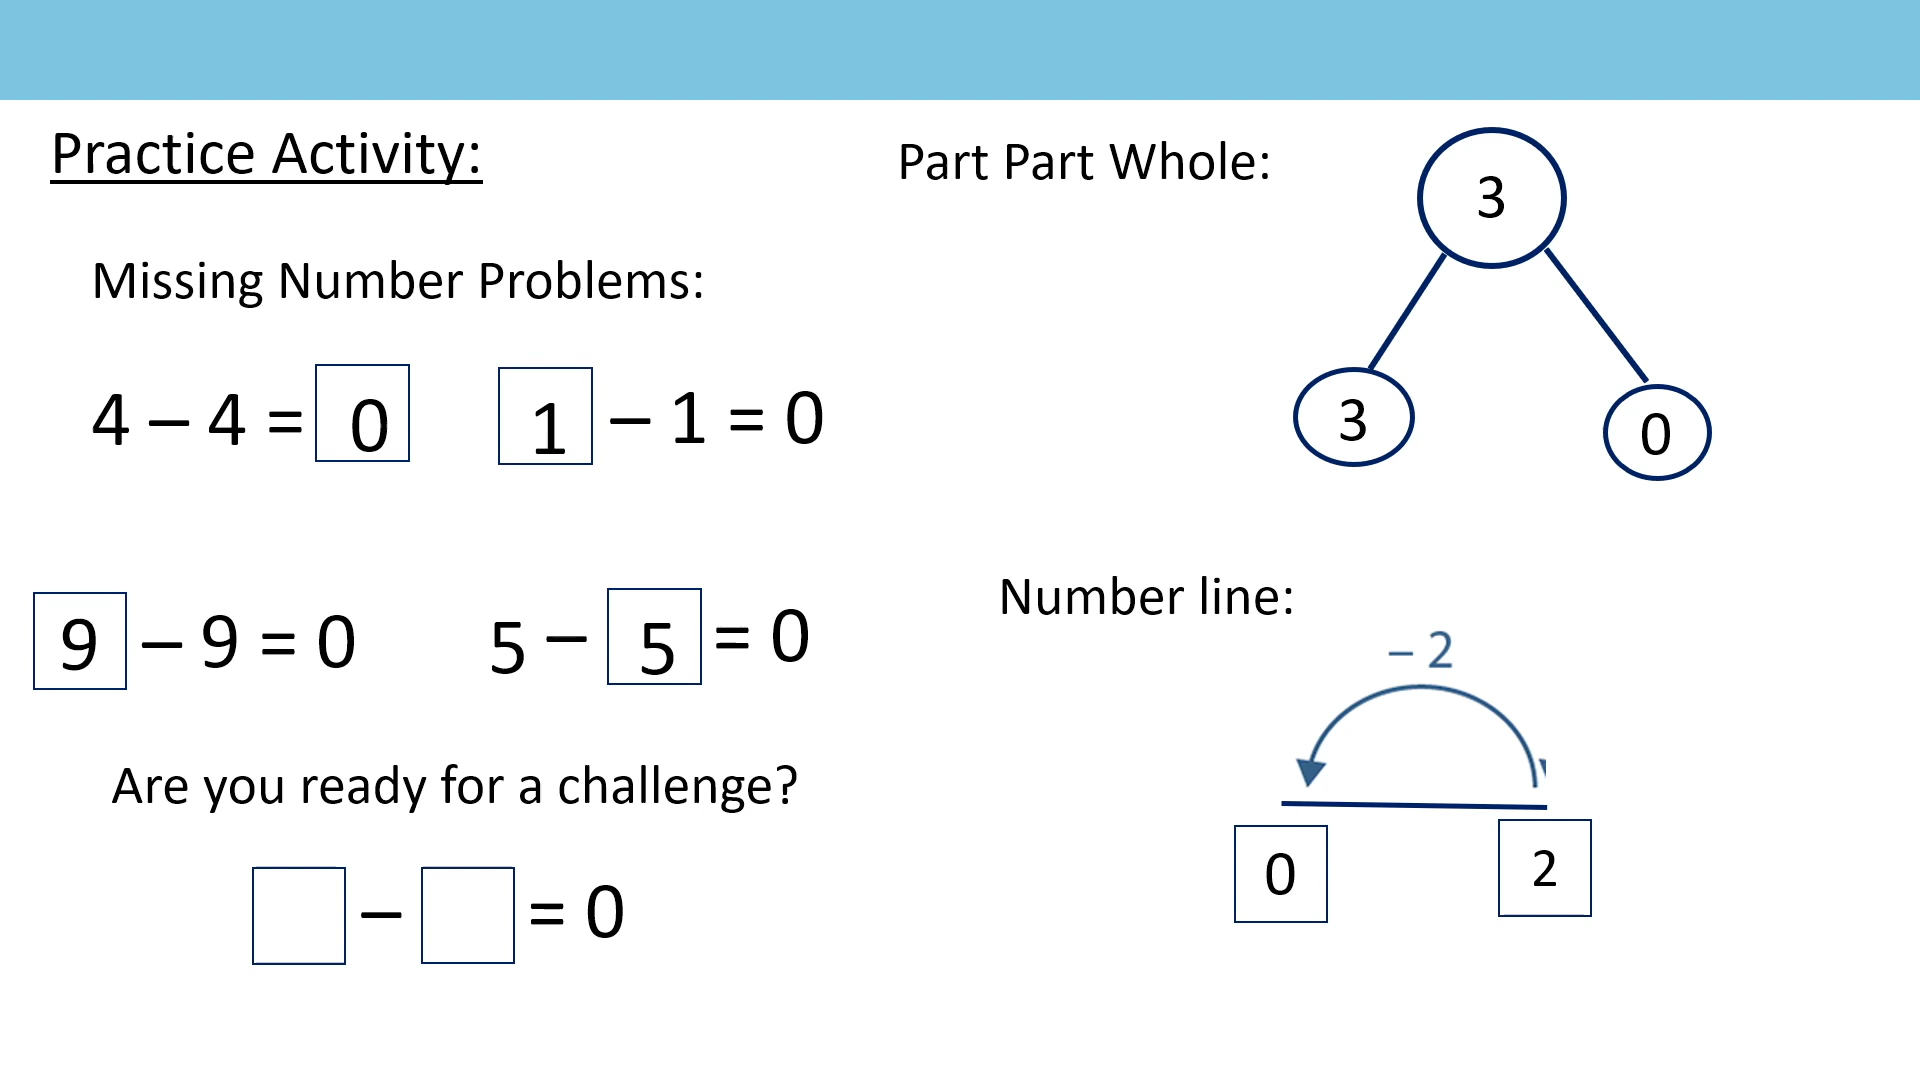 Practice Activity:
Missing Number Problems:
4 – 4 = 0
1 – 1 = 0
9 – 9 = 0
5 – 5 = 0
Are you ready for a challenge?
– = 0
Part Part Whole:
3
3 0
Number line:
– 2
0 2